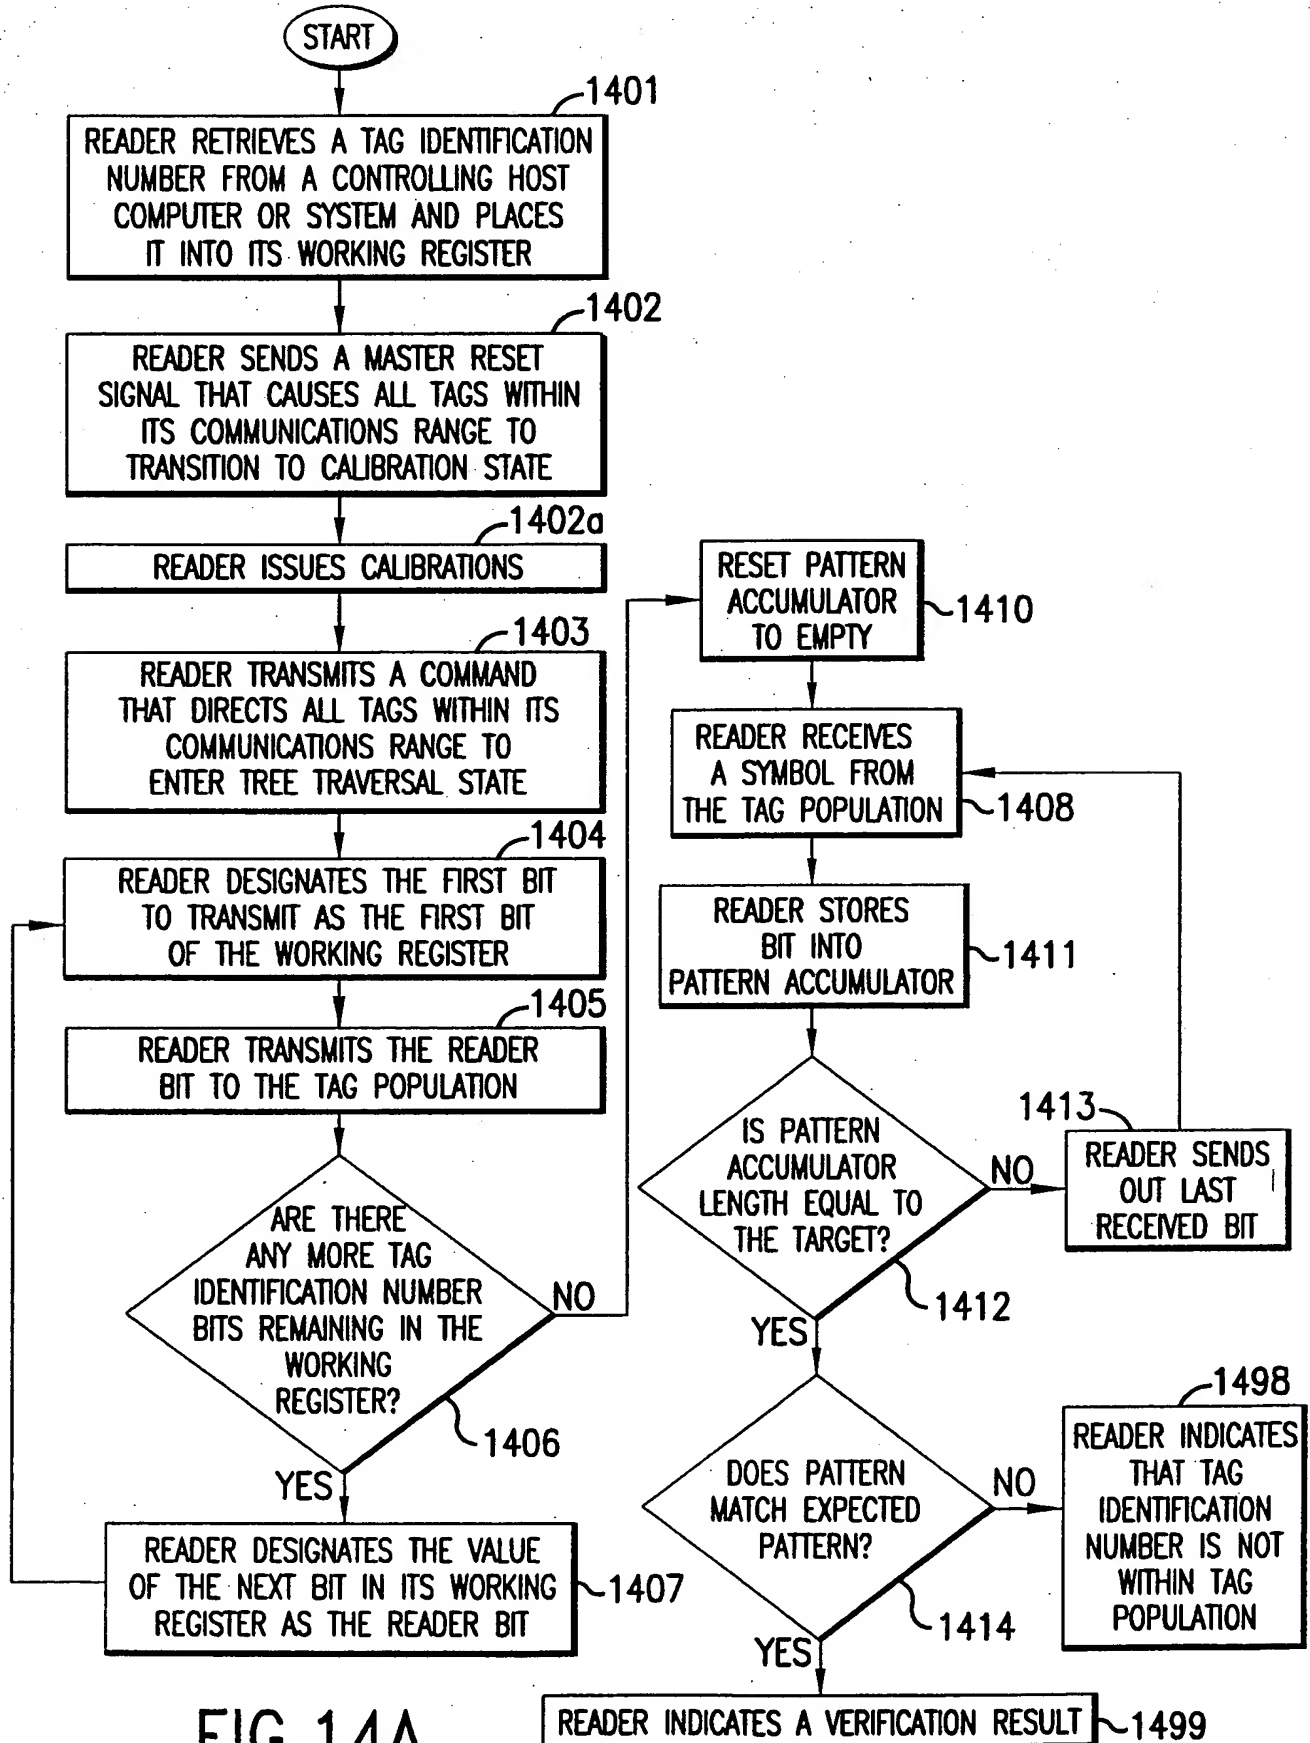 START
1401
READER RETRIEVES A TAG IDENTIFICATION
NUMBER FROM A CONTROLLING HOST
COMPUTER OR SYSTEM AND PLACES
IT INTO ITS WORKING REGISTER
1402
READER SENDS A MASTER RESET
SIGNAL THAT CAUSES ALL TAGS WITHIN
ITS COMMUNICATIONS RANGE TO
TRANSITION TO CALIBRATION STATE
1402a
READER ISSUES CALIBRATIONS
1403
READER TRANSMITS A COMMAND
THAT DIRECTS ALL TAGS WITHIN ITS
COMMUNICATIONS RANGE TO
ENTER TREE TRAVERSAL STATE
1404
READER DESIGNATES THE FIRST BIT
TO TRANSMIT AS THE FIRST BIT
OF THE WORKING REGISTER
1405
READER TRANSMITS THE READER
BIT TO THE TAG POPULATION
ARE THERE
ANY MORE TAG
IDENTIFICATION NUMBER
BITS REMAINING IN THE
WORKING
REGISTER?
NO
1406
YES
READER DESIGNATES THE VALUE
OF THE NEXT BIT IN ITS WORKING
REGISTER AS THE READER BIT
1407
RESET PATTERN
ACCUMULATOR
TO EMPTY
1410
READER RECEIVES
A SYMBOL FROM
THE TAG POPULATION
1408
READER STORES
BIT INTO
PATTERN ACCUMULATOR
1411
IS PATTERN
ACCUMULATOR
LENGTH EQUAL TO
THE TARGET?
NO
1412
1413
READER SENDS
OUT LAST
RECEIVED BIT
YES
DOES PATTERN
MATCH EXPECTED
PATTERN?
NO
1414
1498
READER INDICATES
THAT TAG
IDENTIFICATION
NUMBER IS NOT
WITHIN TAG
POPULATION
YES
READER INDICATES A VERIFICATION RESULT
1499
FIG.14A